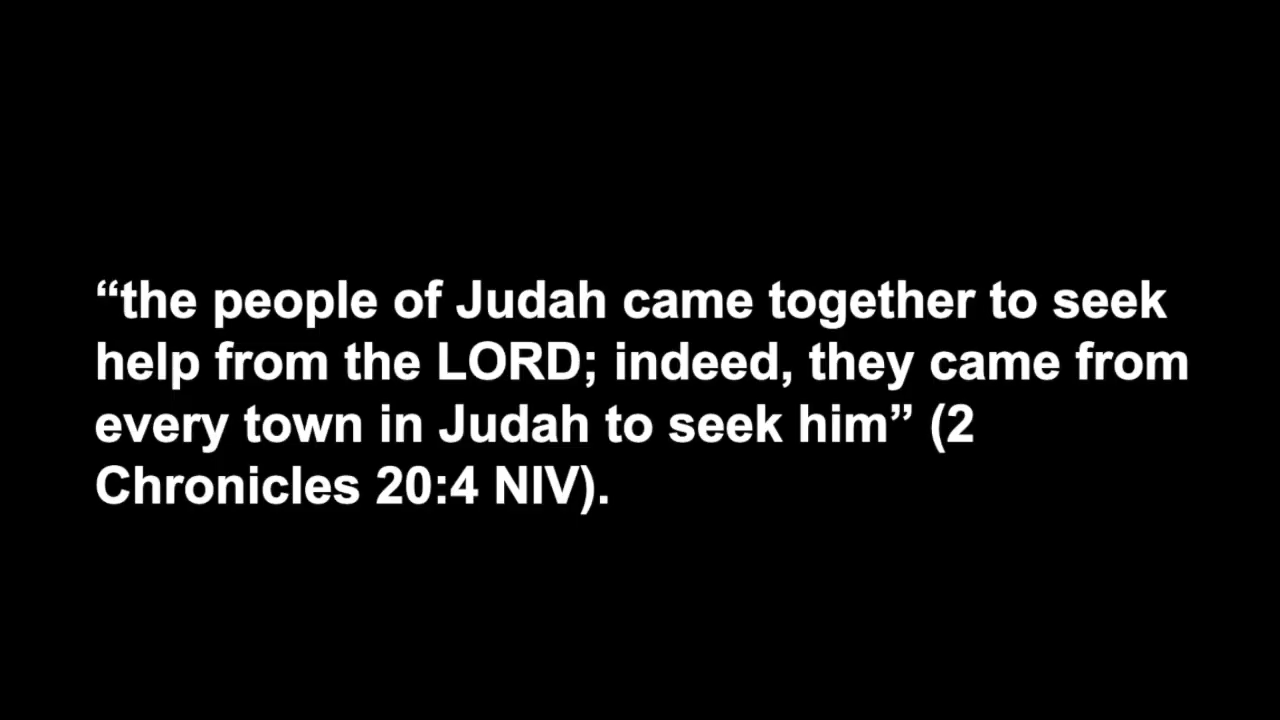 “the people of Judah came together to seek
help from the LORD; indeed, they came from
every town in Judah to seek him” (2
Chronicles 20:4 NIV).